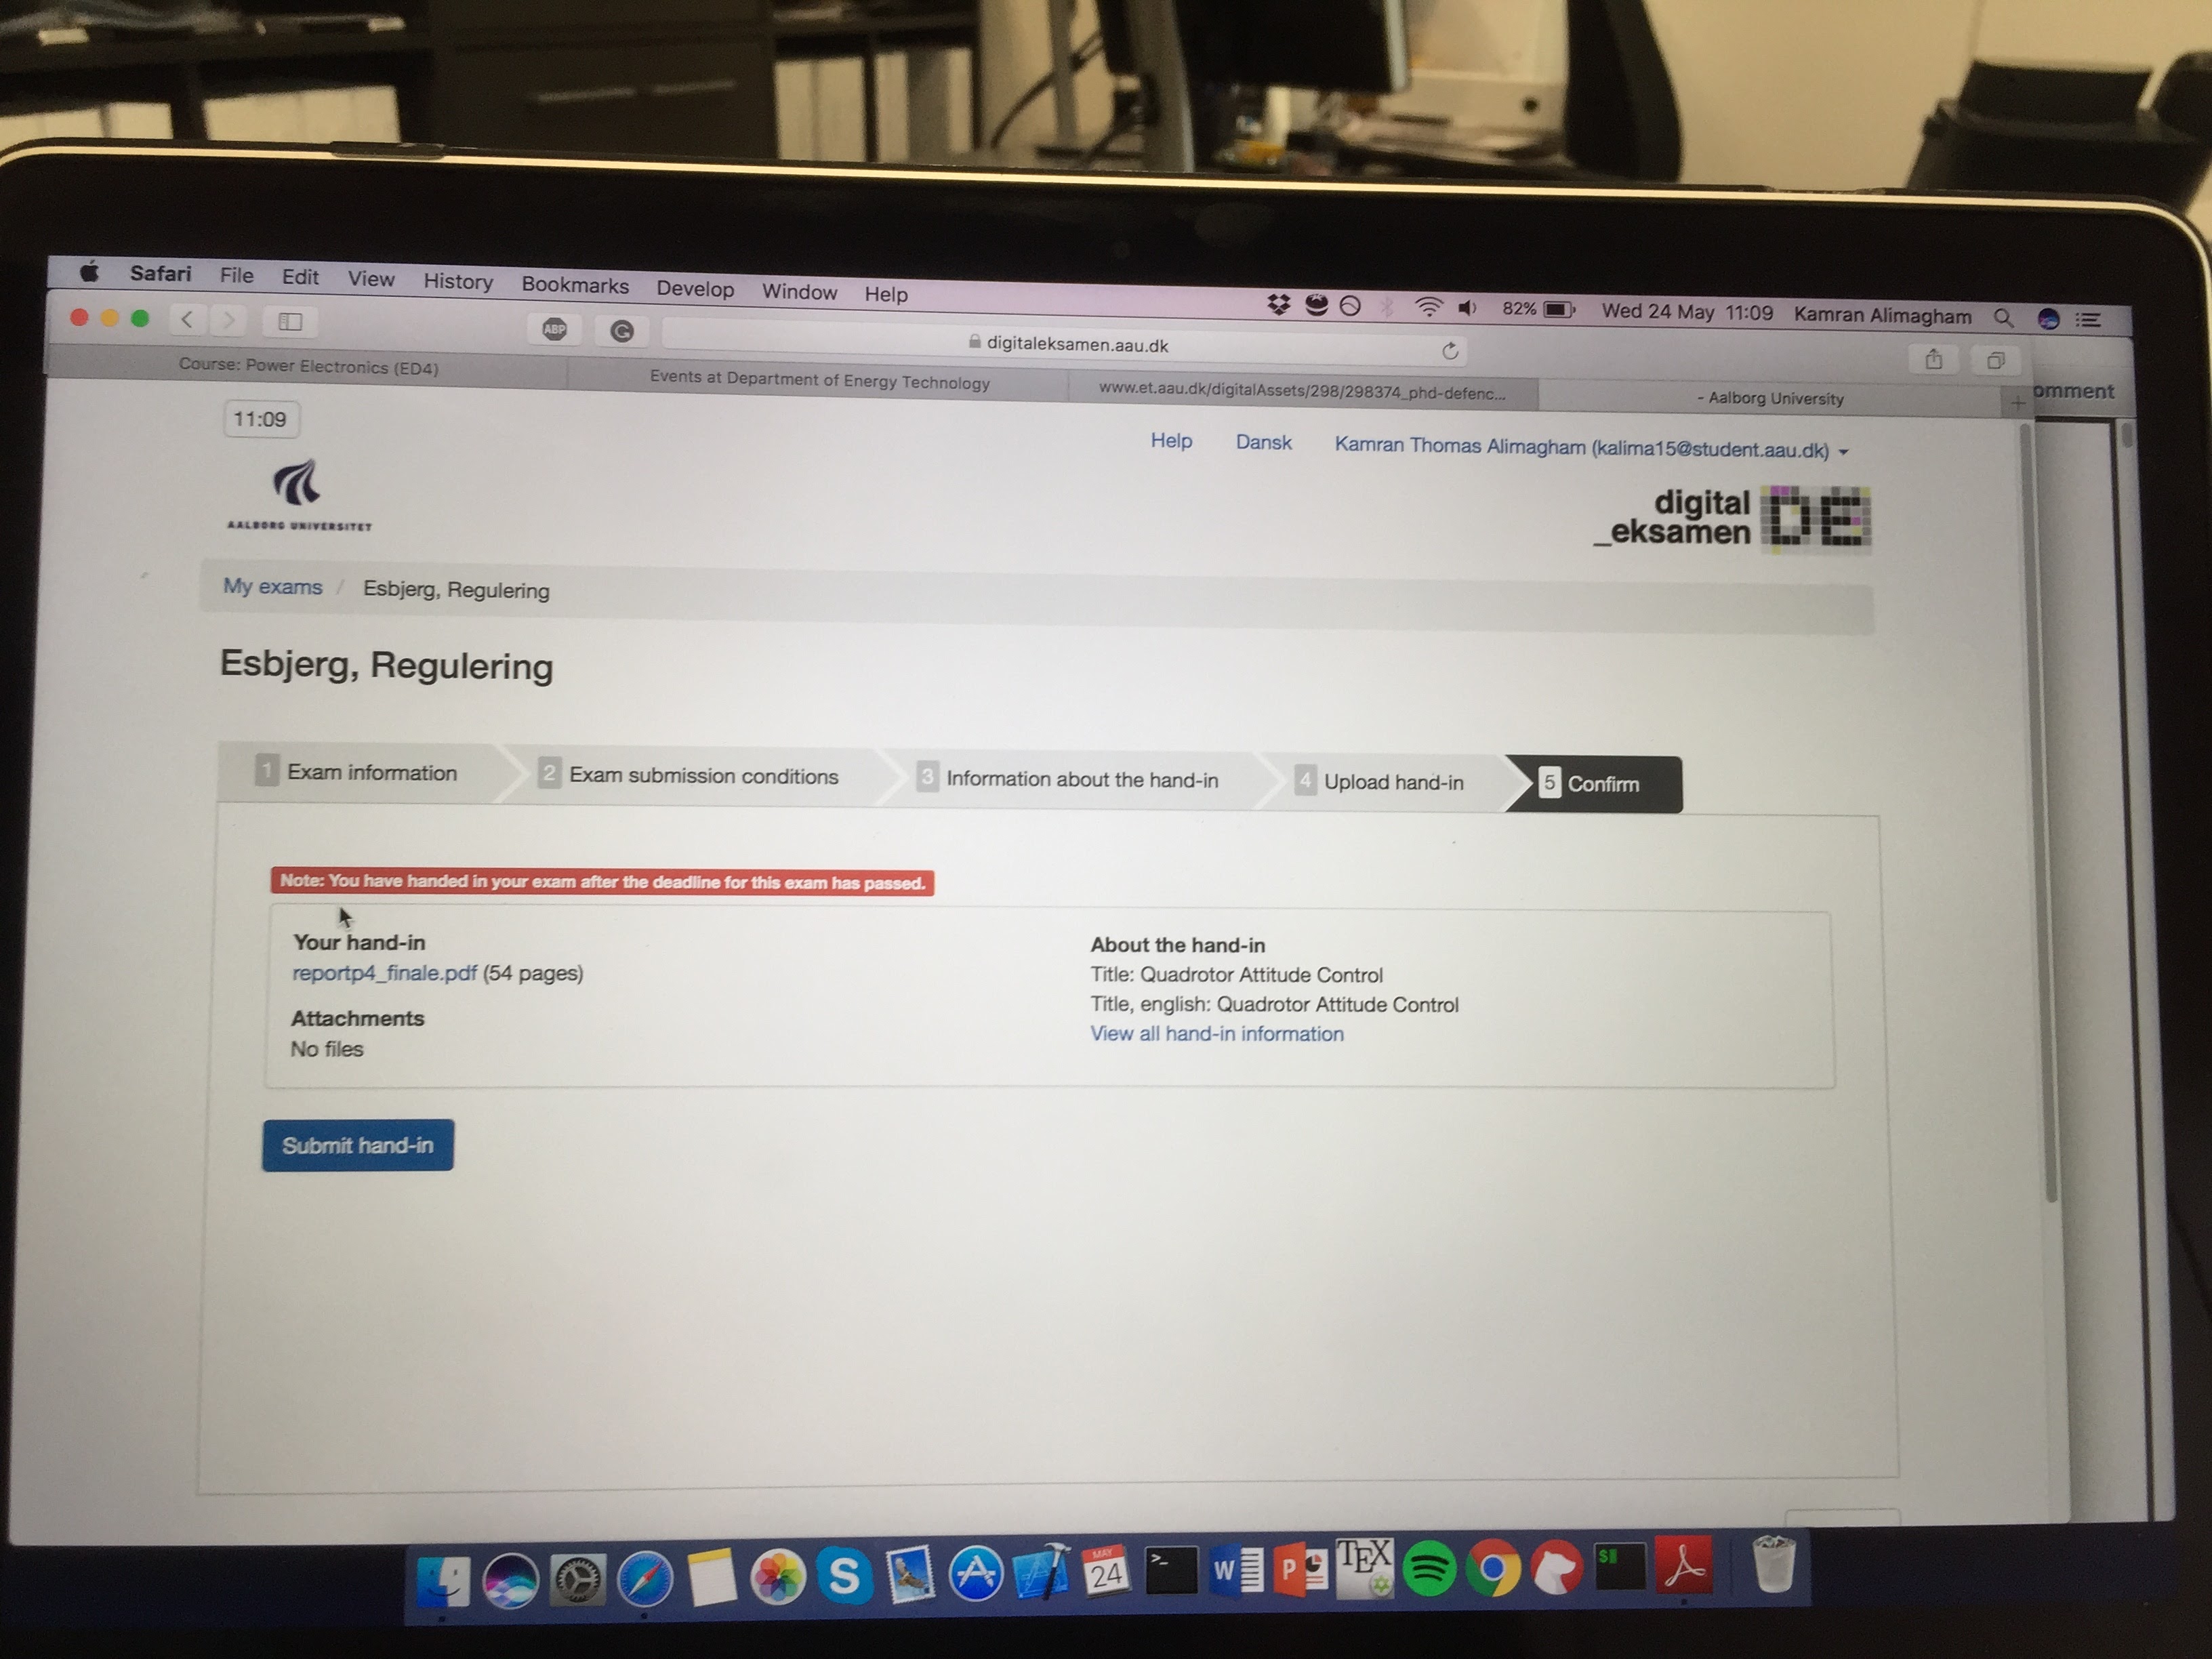 Safari File Edit View History Bookmarks Develop Window Help 82% Wed 24 May 11:09 Kamran Alimagham
ABP digitaleksamen.aau.dk
Course: Power Electronics (ED4) Events at Department of Energy Technology www.et.aau.dk/digitalAssets/298/298374_phd-defenc... - Aalborg University + omment
11:09
Help Dansk Kamran Thomas Alimagham (kalima15@student.aau.dk)
AALBORG UNIVERSITET
digital
_eksamen DE
My exams / Esbjerg, Regulering
Esbjerg, Regulering
1 Exam information 2 Exam submission conditions 3 Information about the hand-in 4 Upload hand-in 5 Confirm
Note: You have handed in your exam after the deadline for this exam has passed.
Your hand-in
reportp4_finale.pdf (54 pages)
Attachments
No files
About the hand-in
Title: Quadrotor Attitude Control
Title, english: Quadrotor Attitude Control
View all hand-in information
Submit hand-in
S MAY 24 >_ W P TEX $